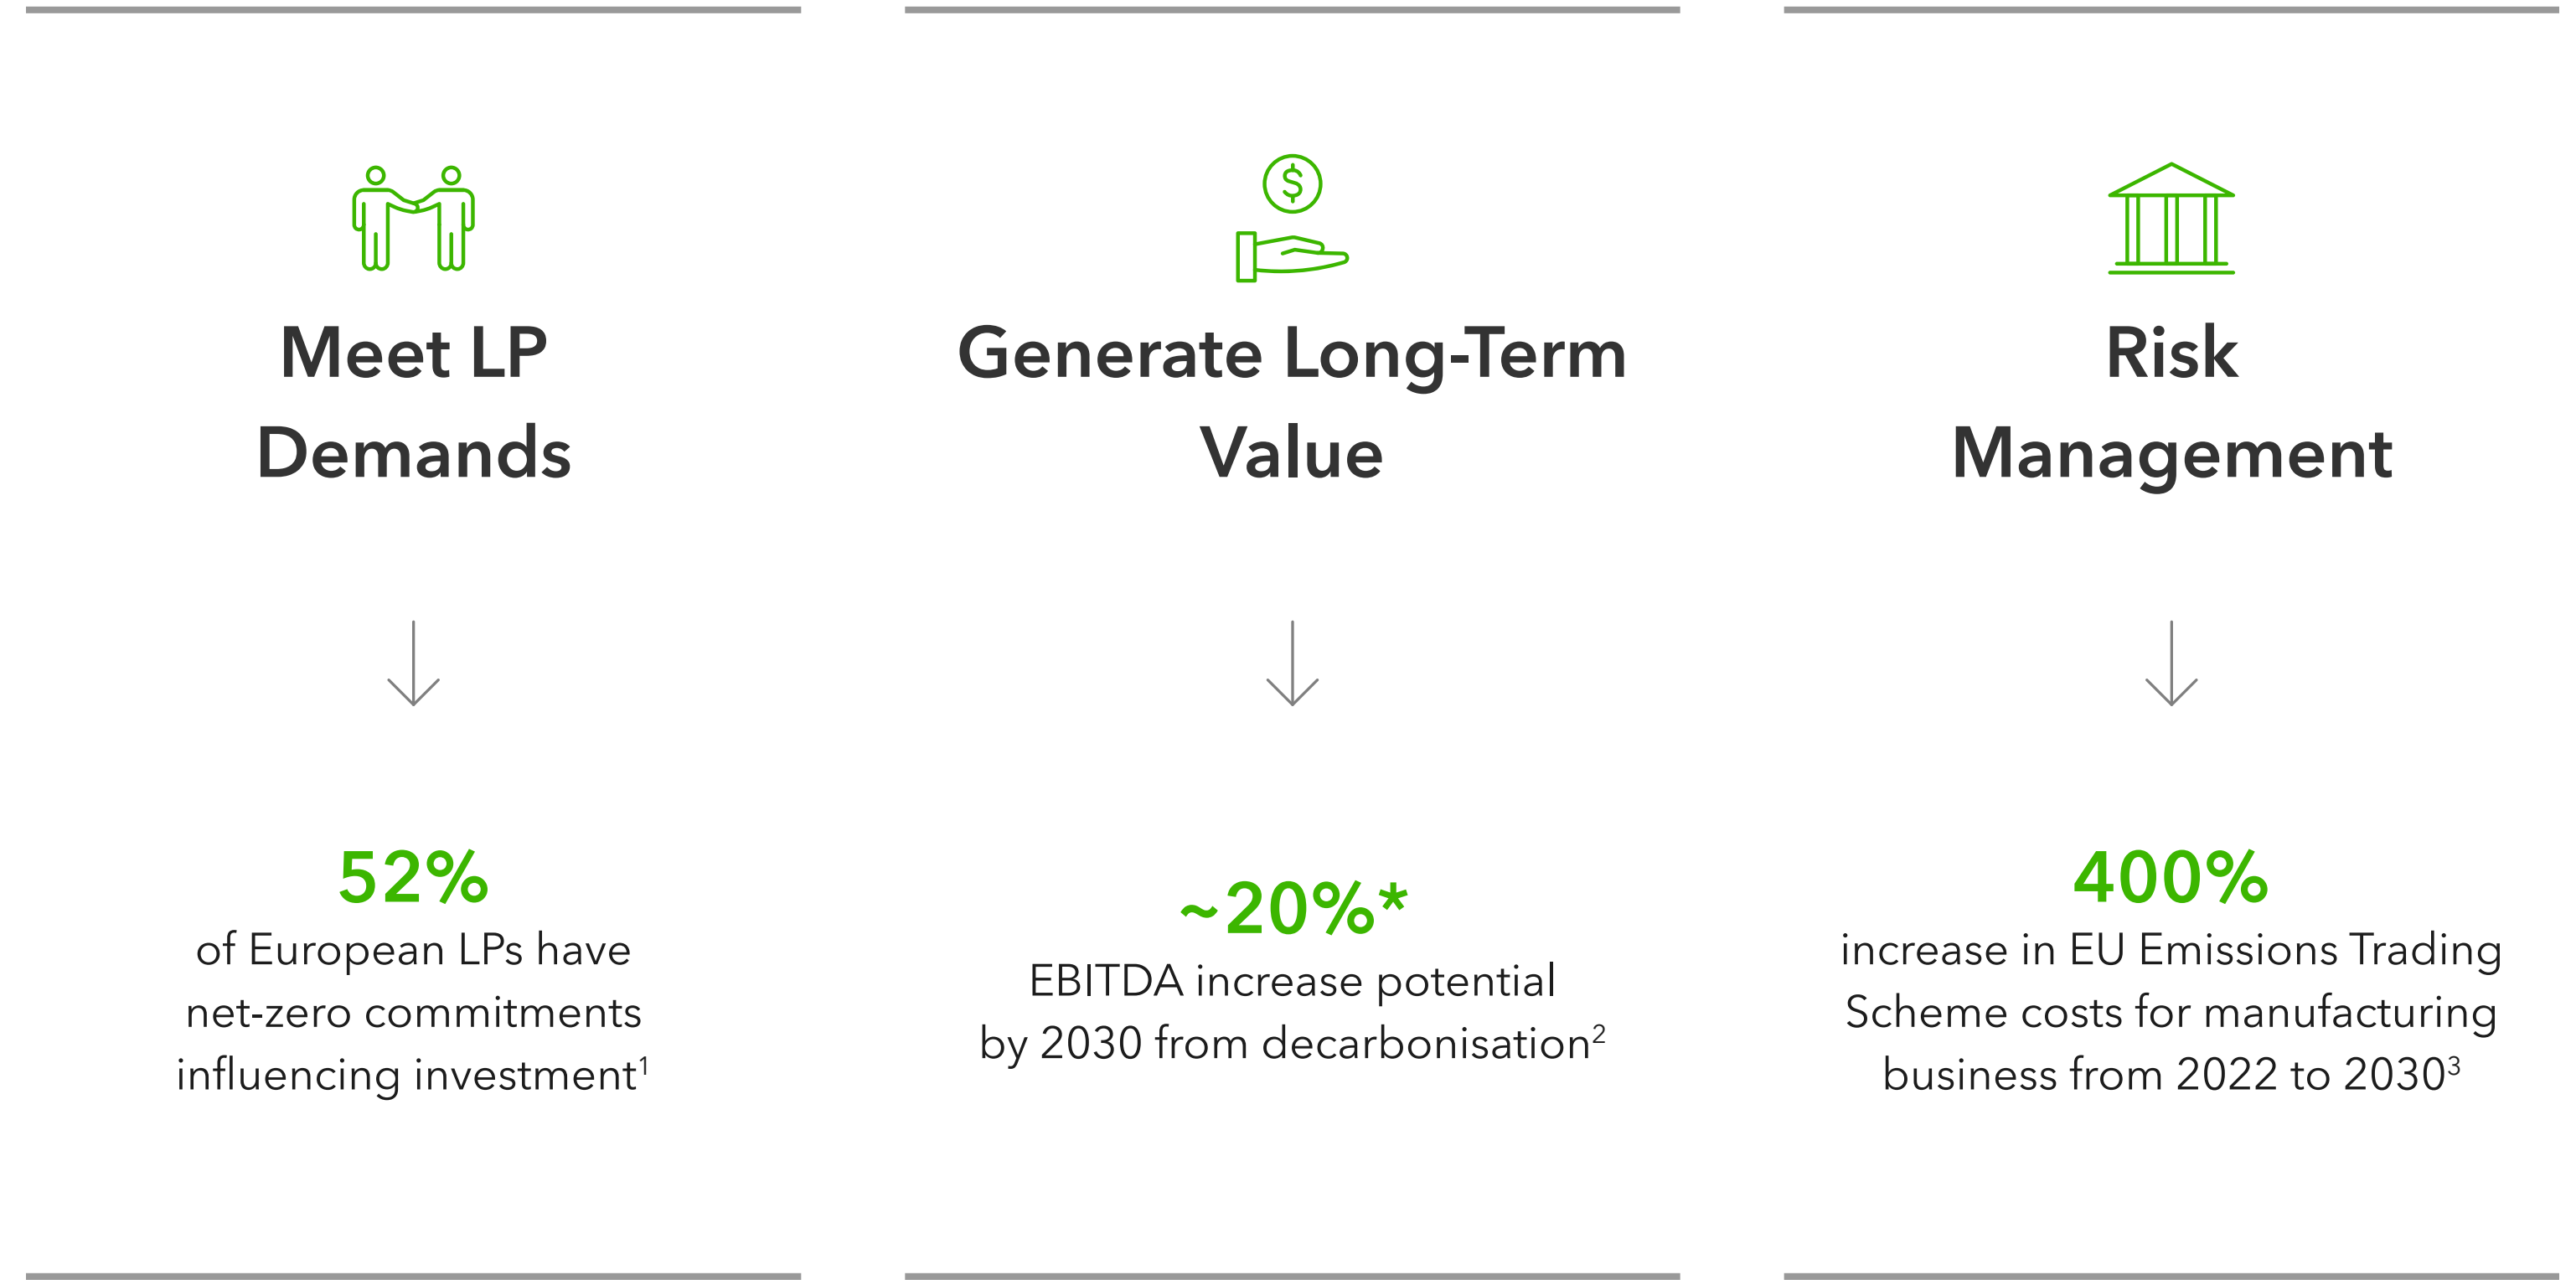 Meet LP
Demands
52%
of European LPs have
net-zero commitments
influencing investment¹
Generate Long-Term
Value
~20%*
EBITDA increase potential
by 2030 from decarbonisation²
Risk
Management
400%
increase in EU Emissions Trading
Scheme costs for manufacturing
business from 2022 to 2030³